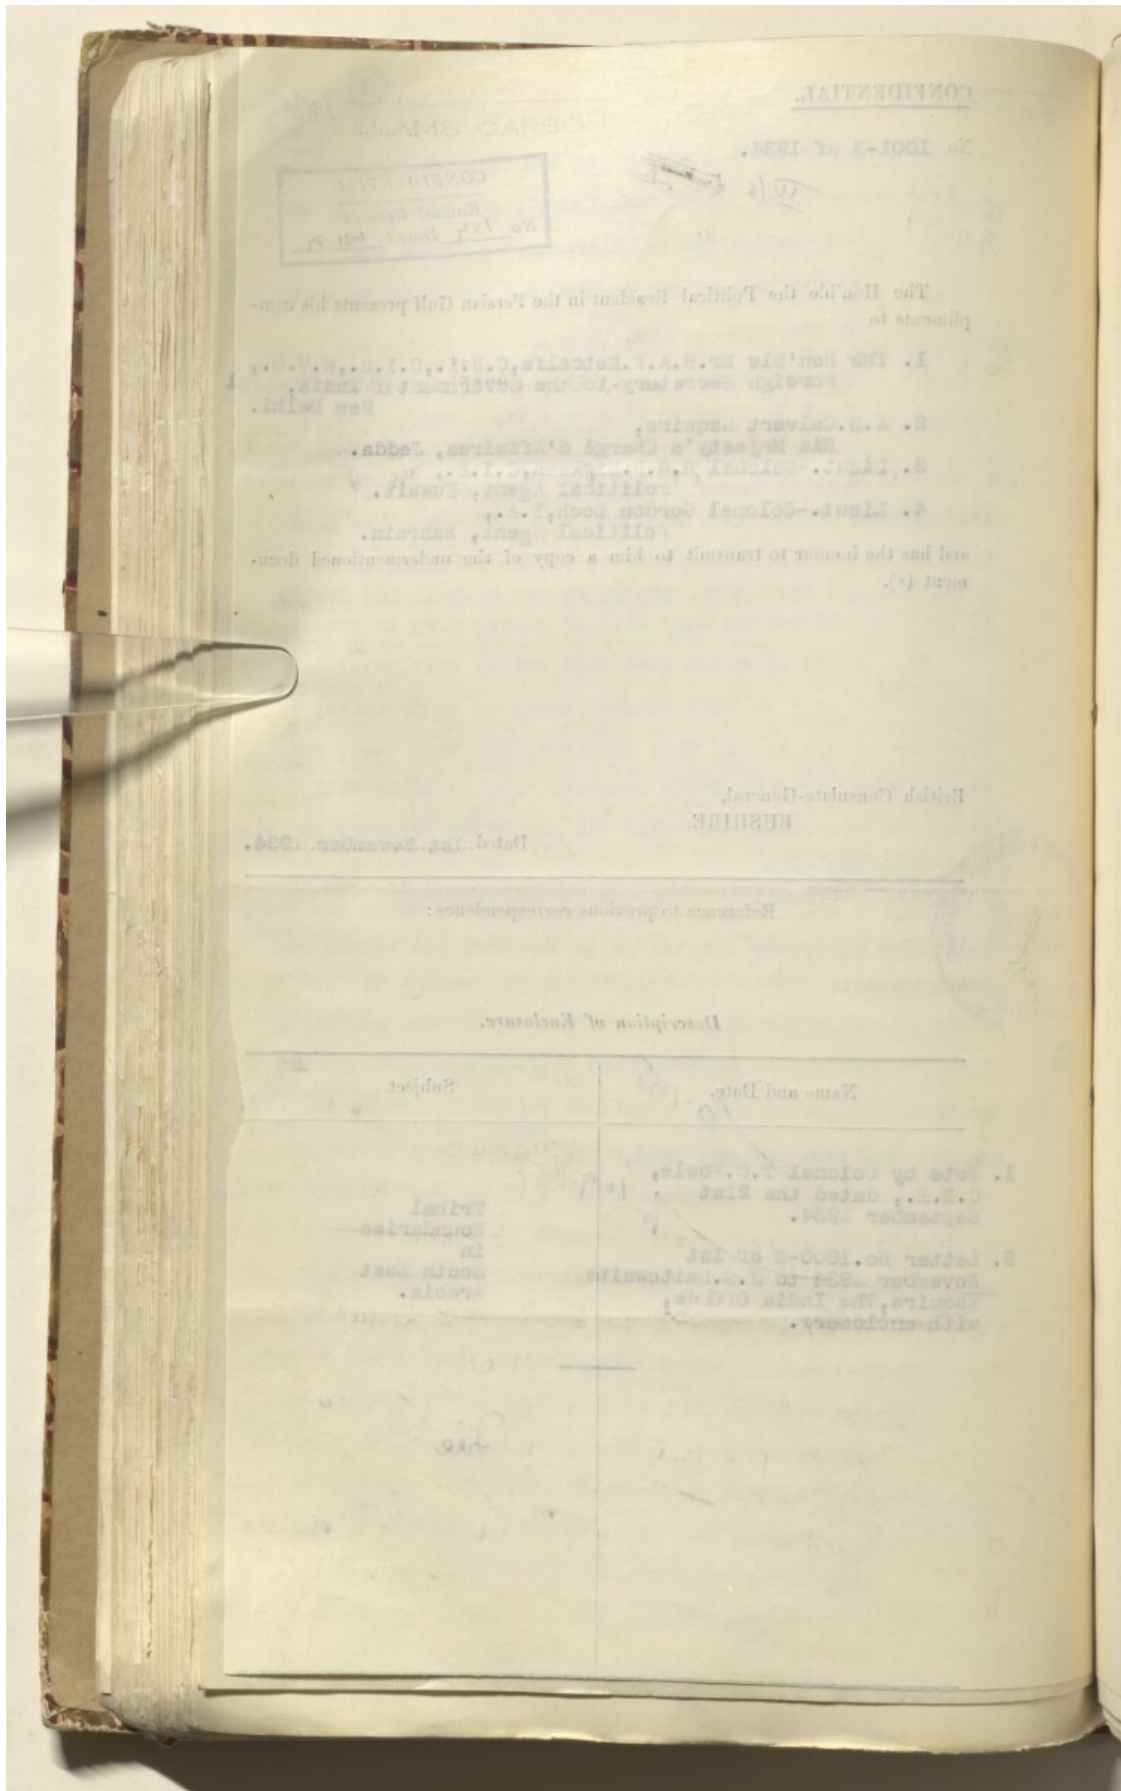 CONFIDENTIAL.
No. 1001-S of 1934.
CONFIDENTIAL
No Dated
The Hon'ble the Political Resident in the Persian Gulf presents his com-
pliments to
1. The Hon'ble Mr.H.A.F.Metcalfe,C.S.I.,C.I.E.,M.V.O.,
Foreign Secretary to the Government of India,
New Delhi.
2. A.S.Calvert Esquire,
His Majesty's Chargé d'Affaires, Jedda.
3. Lieut.-Colonel C.I.E.,
Political Agent, Kuwait.
4. Lieut.-Colonel Gordon Loch,I.A.,
Political Agent, Bahrain.
and has the honour to transmit to him a copy of the undermentioned docu-
ment (s).
British Consulate-General,
BUSHIRE.
Dated 1st November 1934.
Reference to previous correspondence:
Description of Enclosure.
Name and Date.
Subject.
1. Note by Colonel T.C.Fowle,
C.B.E., dated the 21st
September 1934.
2. Letter No.1000-S of 1st
November 1934 to J.G.Laithwaite
Esquire,The India Office,
with enclosure.
Tribal
Boundaries
in
South East
Arabia.